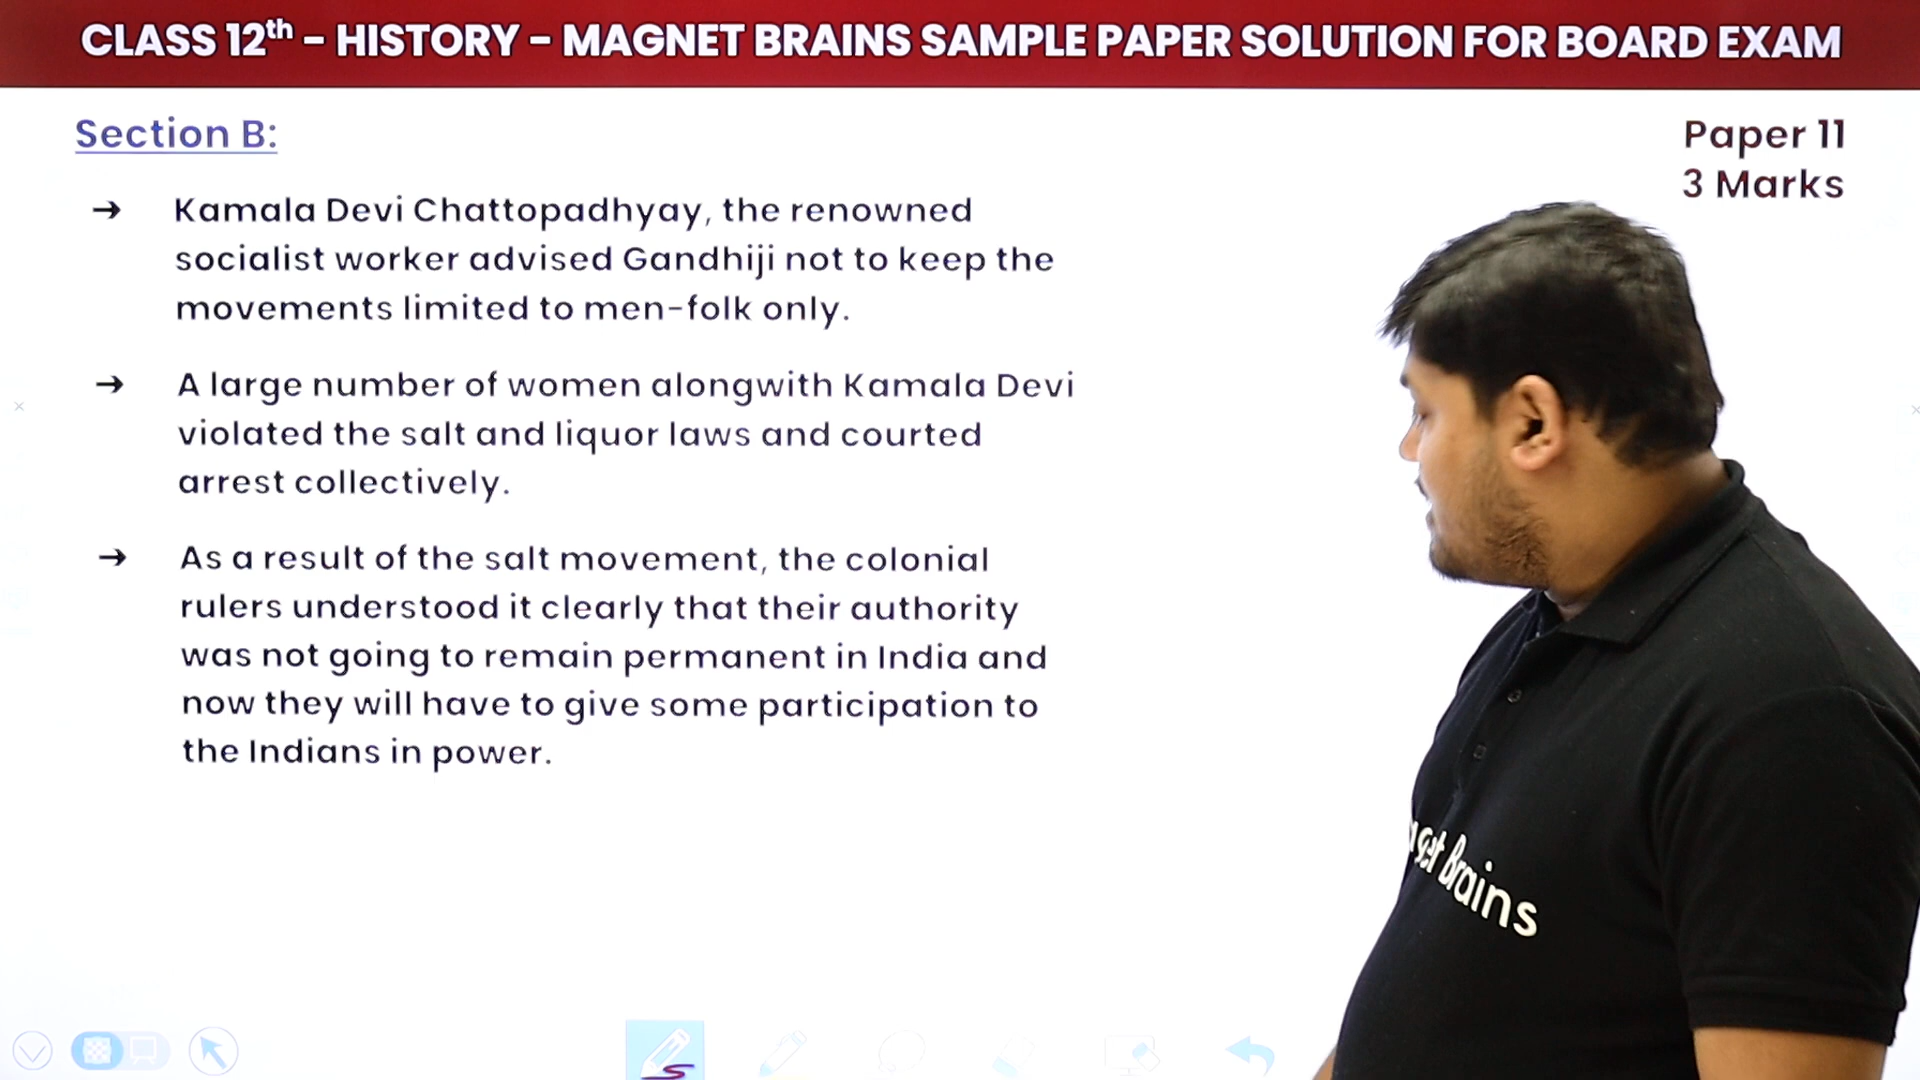 CLASS 12th - HISTORY - MAGNET BRAINS SAMPLE PAPER SOLUTION FOR BOARD EXAM
Section B:
Paper 11
3 Marks
→ Kamala Devi Chattopadhyay, the renowned
socialist worker advised Gandhiji not to keep the
movements limited to men-folk only.
→ A large number of women alongwith Kamala Devi
violated the salt and liquor laws and courted
arrest collectively.
→ As a result of the salt movement, the colonial
rulers understood it clearly that their authority
was not going to remain permanent in India and
now they will have to give some participation to
the Indians in power.
Brains